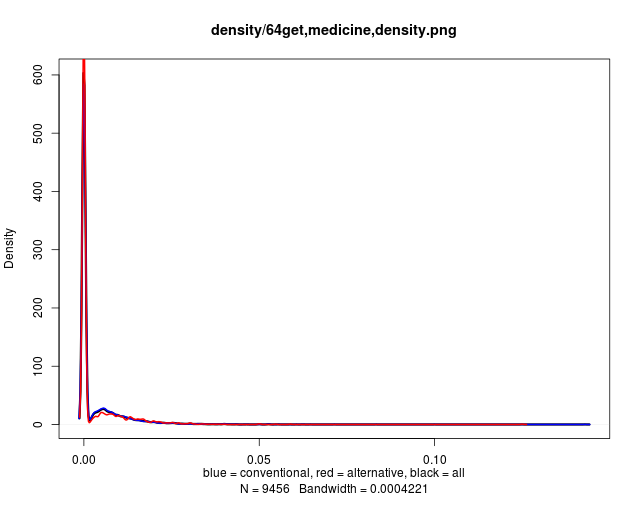 density/64get,medicine,density.png
600
500
400
300
200
100
0
Density
0.00 0.05 0.10
blue = conventional, red = alternative, black = all
N = 9456 Bandwidth = 0.0004221